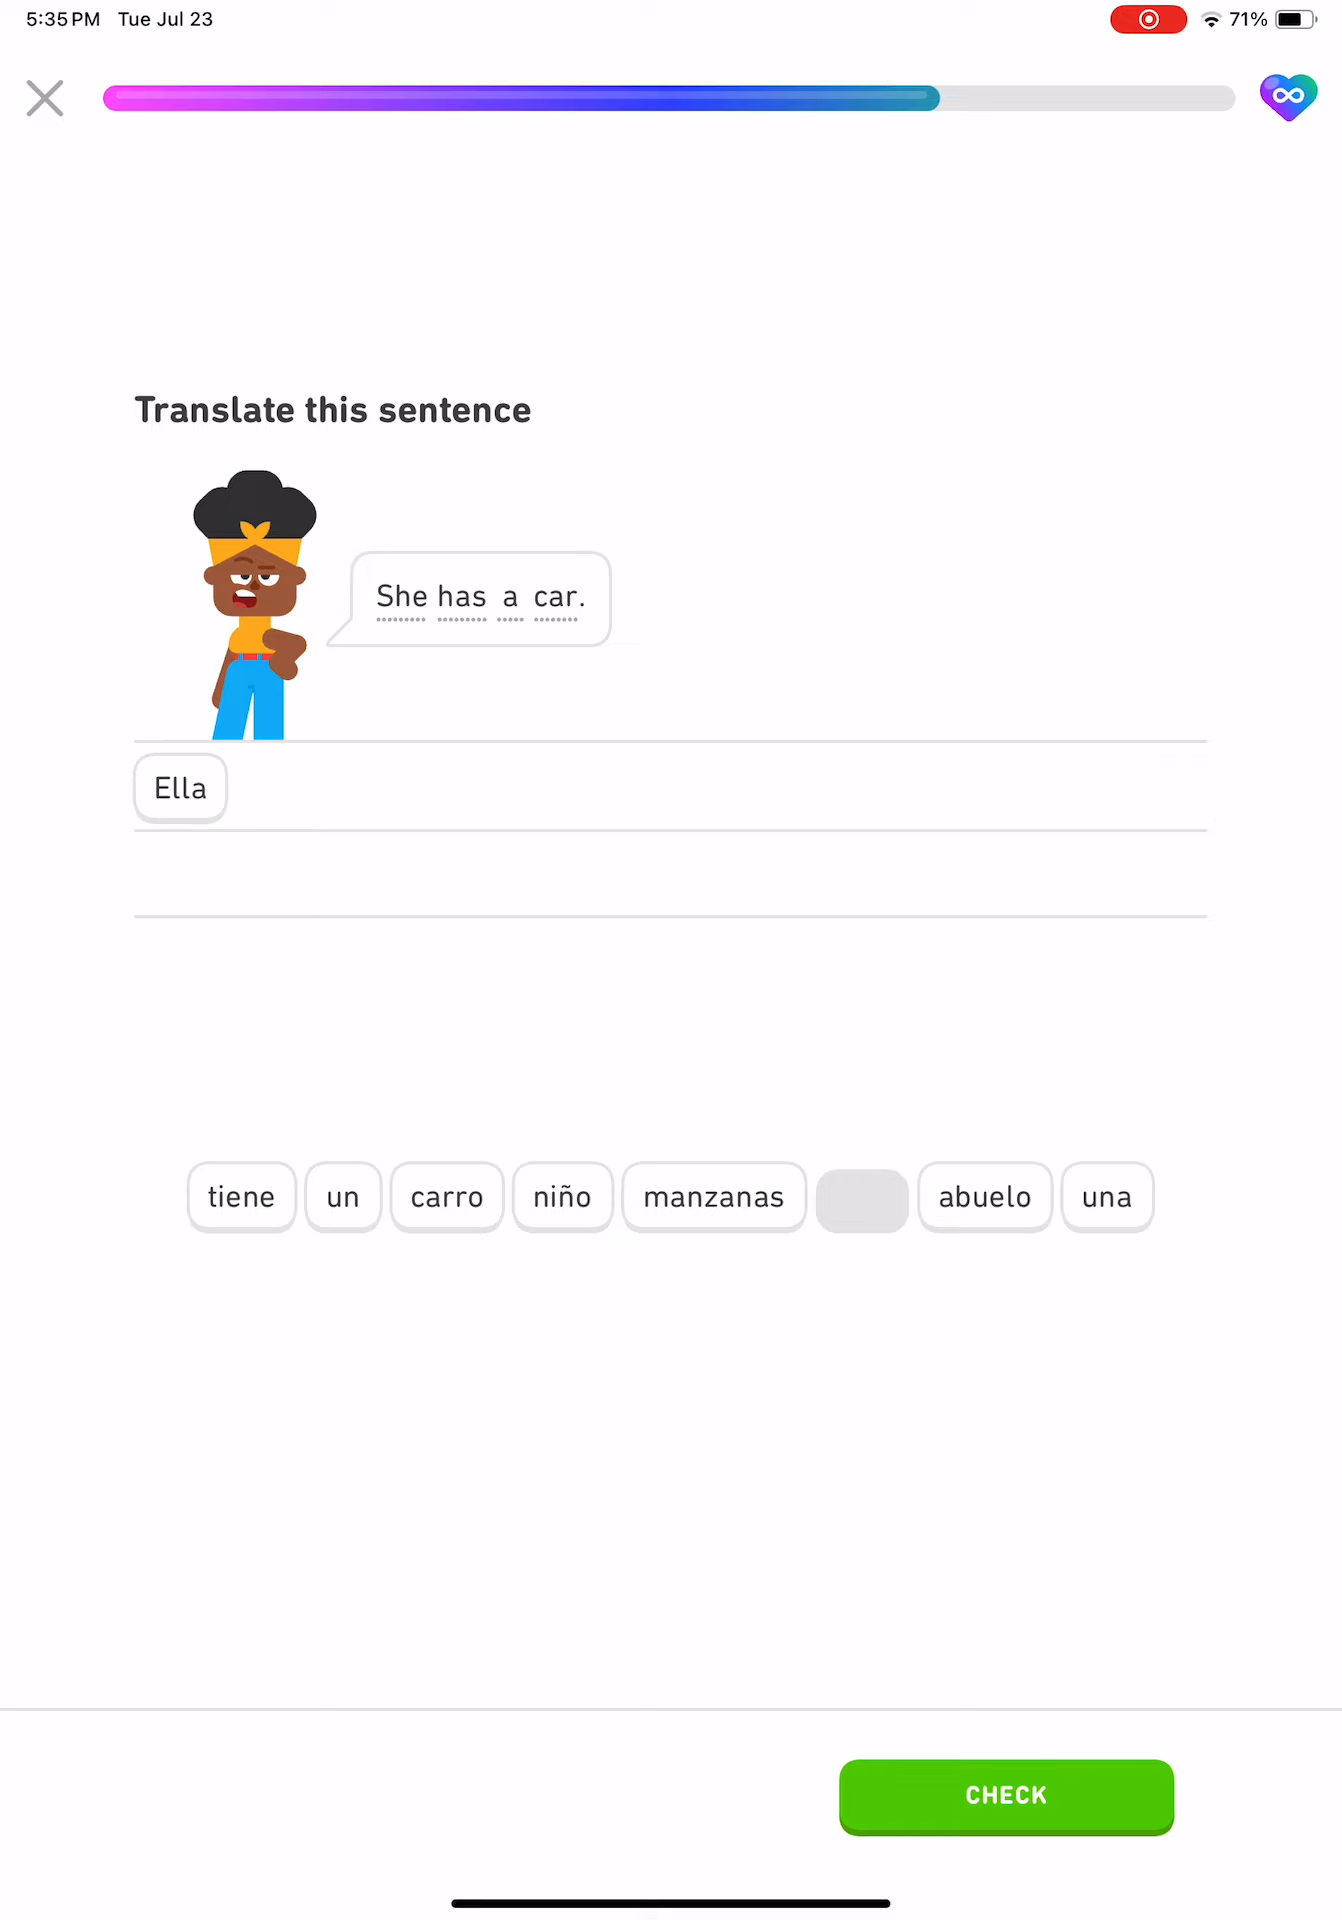 5:35 PM Tue Jul 23 71%
Translate this sentence
She has a car.
Ella
tiene un carro niño manzanas abuelo una
CHECK